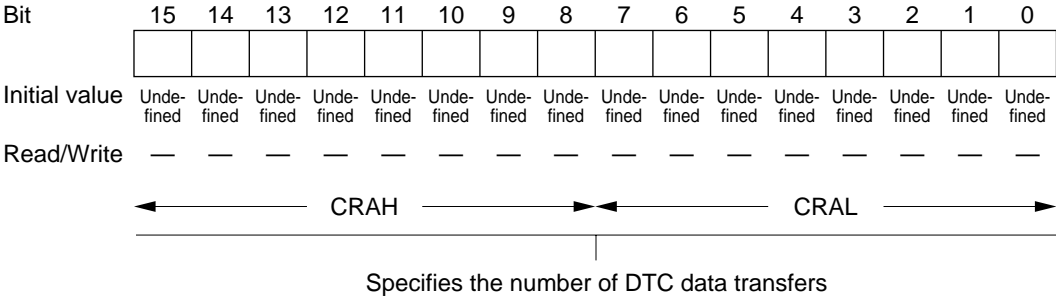 Bit 15 14 13 12 11 10 9 8 7 6 5 4 3 2 1 0
Initial value Unde- Unde- Unde- Unde- Unde- Unde- Unde- Unde- Unde- Unde- Unde- Unde- Unde- Unde- Unde- Unde-
fined fined fined fined fined fined fined fined fined fined fined fined fined fined fined fined
Read/Write — — — — — — — — — — — — — — — —
CRAH CRAL
Specifies the number of DTC data transfers